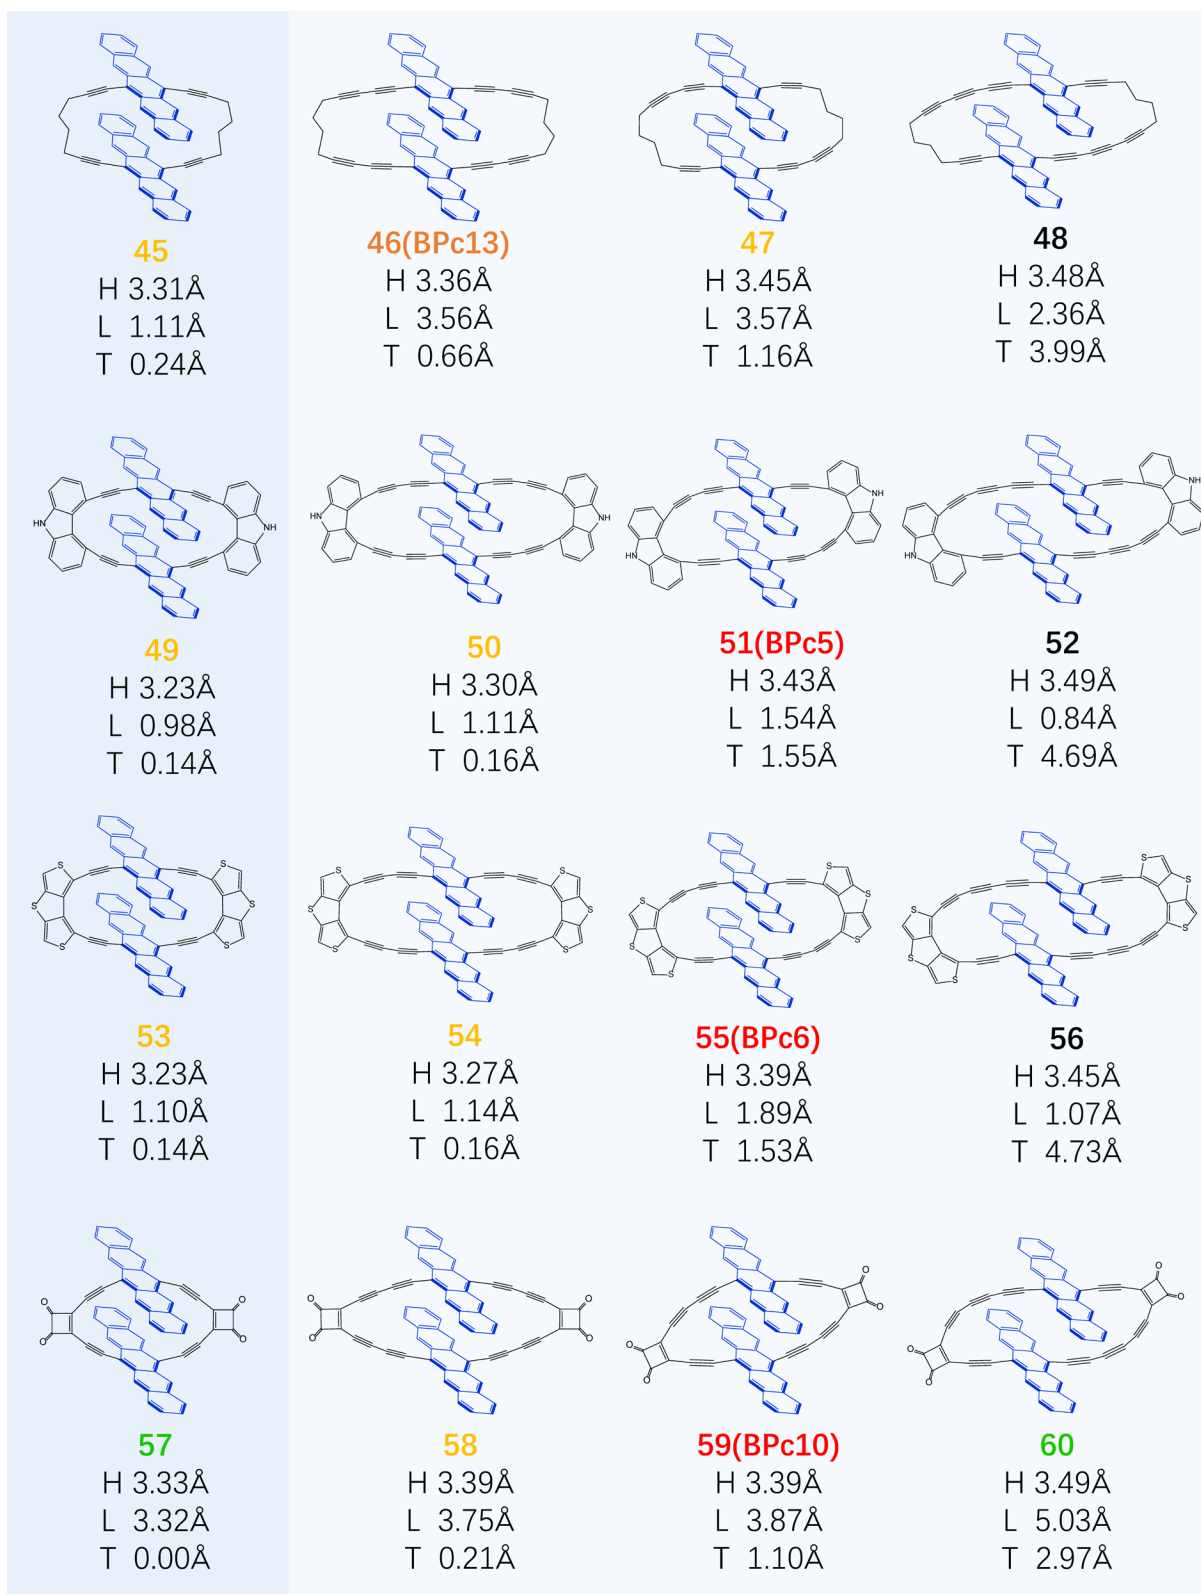 45
H 3.31Å
L 1.11Å
T 0.24Å
46(BPc13)
H 3.36Å
L 3.56Å
T 0.66Å
47
H 3.45Å
L 3.57Å
T 1.16Å
48
H 3.48Å
L 2.36Å
T 3.99Å
HN
NH
49
H 3.23Å
L 0.98Å
T 0.14Å
HN
NH
50
H 3.30Å
L 1.11Å
T 0.16Å
NH
HN
51(BPc5)
H 3.43Å
L 1.54Å
T 1.55Å
NH
HN
52
H 3.49Å
L 0.84Å
T 4.69Å
S
S
S
S
S
S
53
H 3.23Å
L 1.10Å
T 0.14Å
S
S
S
S
S
S
54
H 3.27Å
L 1.14Å
T 0.16Å
S
S
S
S
S
S
55(BPc6)
H 3.39Å
L 1.89Å
T 1.53Å
S
S
S
S
S
S
56
H 3.45Å
L 1.07Å
T 4.73Å
O
O
O
O
57
H 3.33Å
L 3.32Å
T 0.00Å
O
O
O
O
58
H 3.39Å
L 3.75Å
T 0.21Å
O
O
O
O
59(BPc10)
H 3.39Å
L 3.87Å
T 1.10Å
O
O
O
O
60
H 3.49Å
L 5.03Å
T 2.97Å